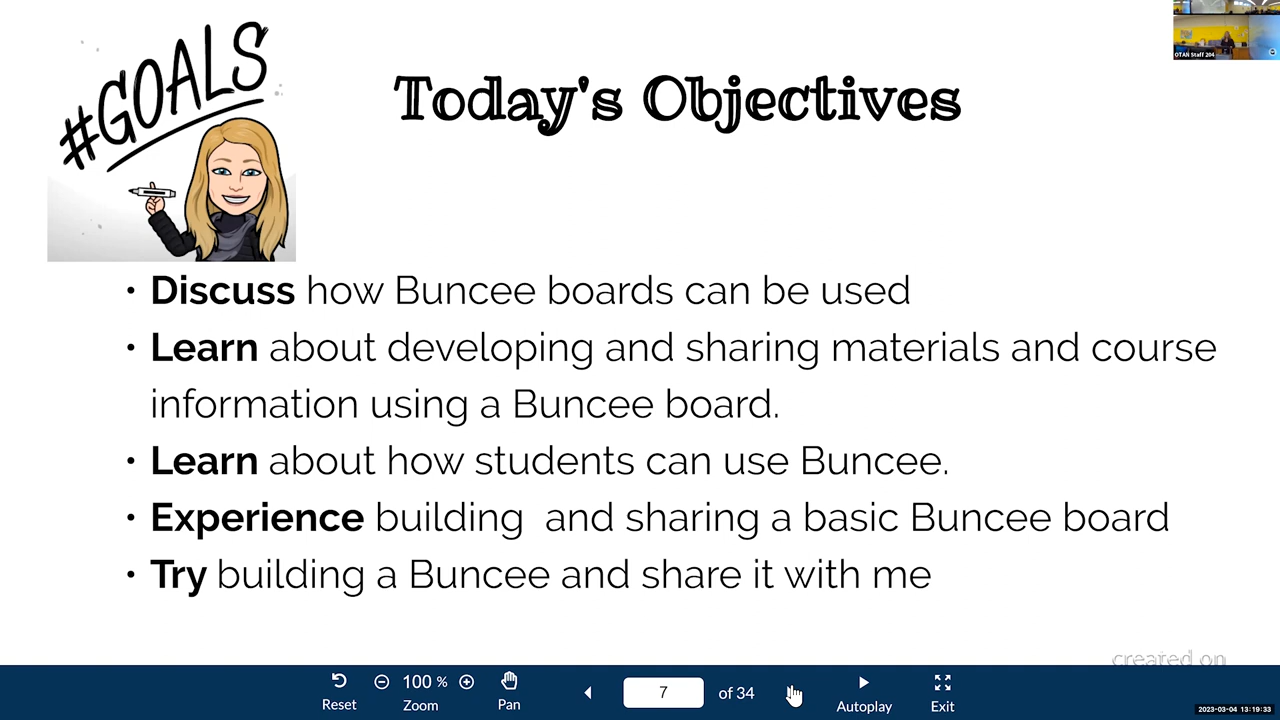 #GOALS
Today's Objectives
OTAN Staff 204
• Discuss how Buncee boards can be used
• Learn about developing and sharing materials and course
information using a Buncee board.
• Learn about how students can use Buncee.
• Experience building  and sharing a basic Buncee board
• Try building a Buncee and share it with me
created on
Reset
100 %
Zoom
Pan
7
of 34
Autoplay
Exit
2023-03-04 13:19:33